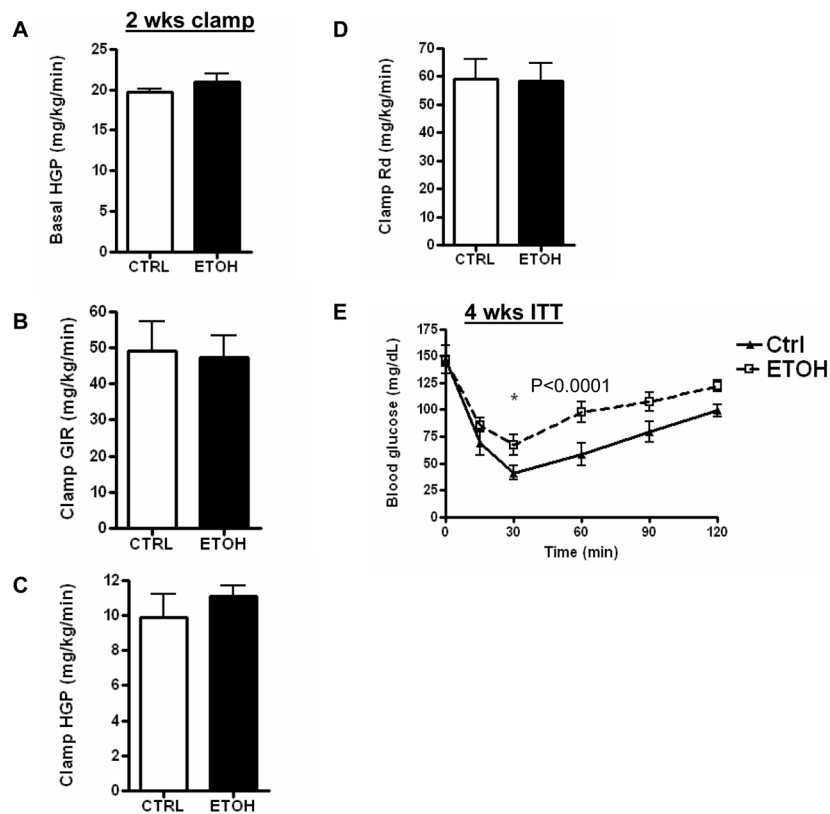 A
2 wks clamp
Basal HGP (mg/kg/min)
25
20
15
10
5
0
CTRL ETOH
B
Clamp GIR (mg/kg/min)
60
50
40
30
20
10
0
CTRL ETOH
C
Clamp HGP (mg/kg/min)
12
10
8
6
4
2
0
CTRL ETOH
D
Clamp Rd (mg/kg/min)
70
60
50
40
30
20
10
0
CTRL ETOH
E
4 wks ITT
Blood glucose (mg/dL)
175
150
125
100
75
50
25
0
* P<0.0001
Ctrl
ETOH
0 30 60 90 120
Time (min)